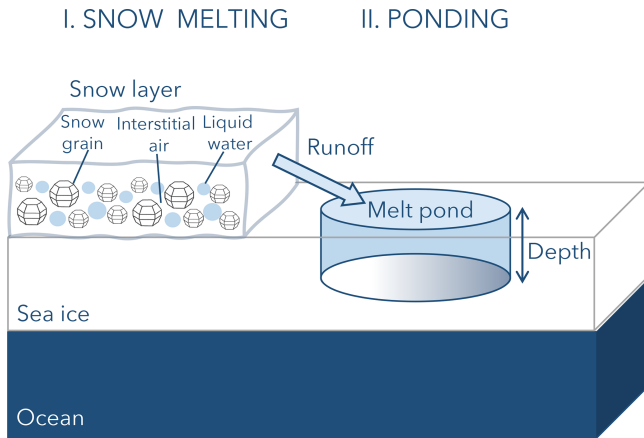 I. SNOW MELTING
II. PONDING
Snow layer
Snow
grain
Interstitial
air
Liquid
water
Runoff
Melt pond
Depth
Sea ice
Ocean